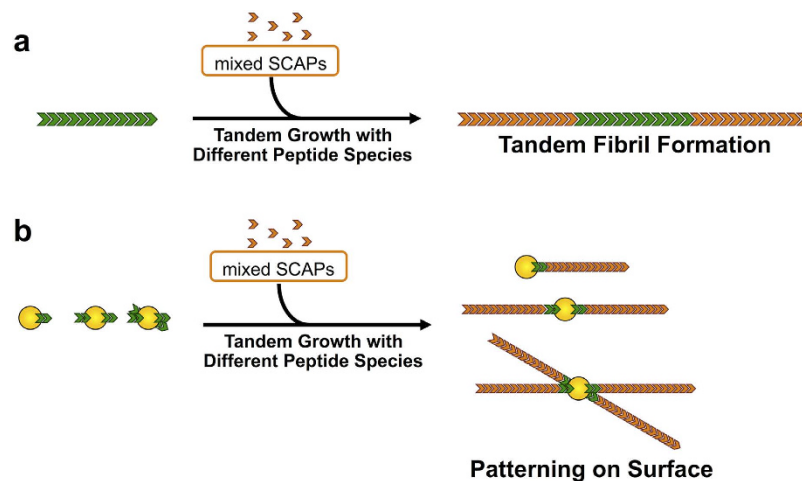 a
mixed SCAPs
Tandem Growth with
Different Peptide Species
Tandem Fibril Formation
b
mixed SCAPs
Tandem Growth with
Different Peptide Species
Patterning on Surface